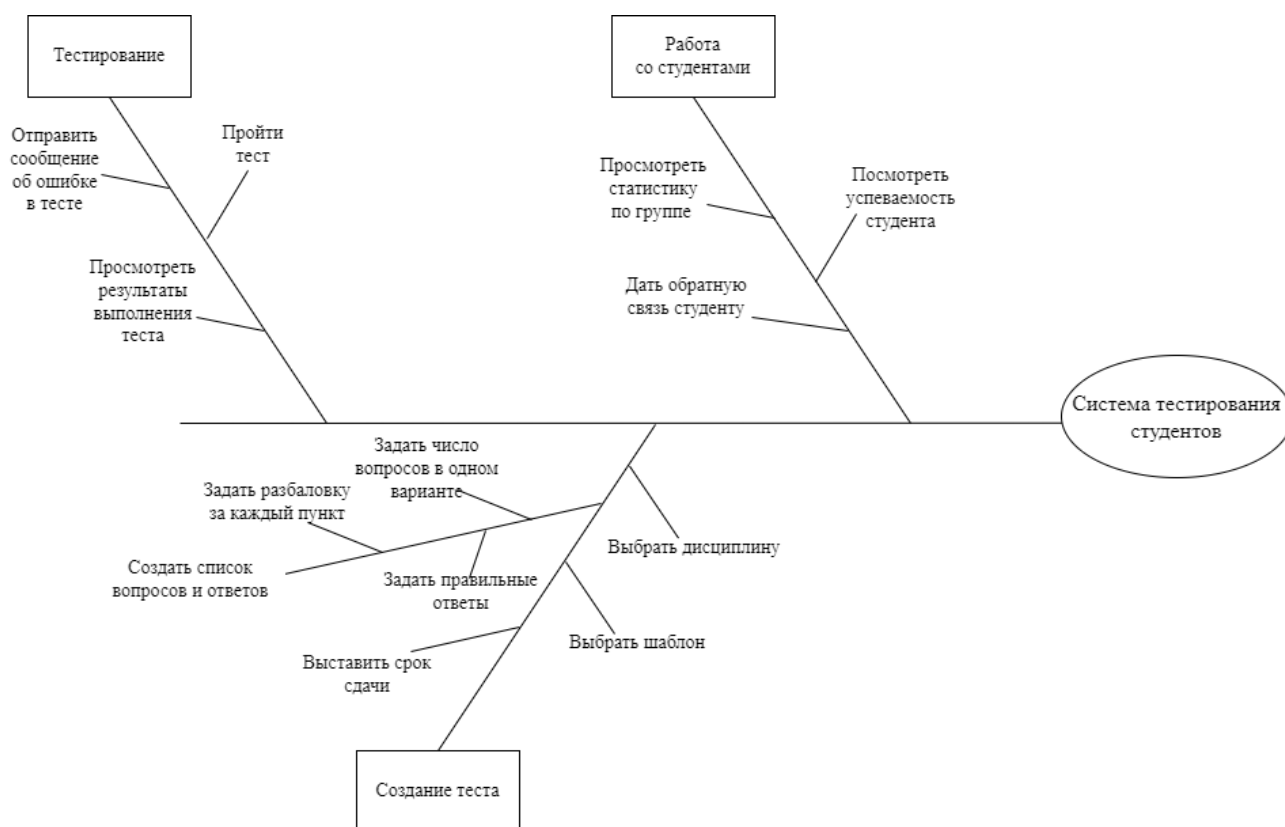 Тестирование
Работа
со студентами
Отправить
сообщение
об ошибке
в тесте
Пройти
тест
Просмотреть
статистику
по группе
Посмотреть
успеваемость
студента
Просмотреть
результаты
выполнения
теста
Дать обратную
связь студенту
Система тестирования
студентов
Задать число
вопросов в одном
варианте
Задать разбаловку
за каждый пункт
Выбрать дисциплину
Создать список
вопросов и ответов
Задать правильные
ответы
Выбрать шаблон
Выставить срок
сдачи
Создание теста